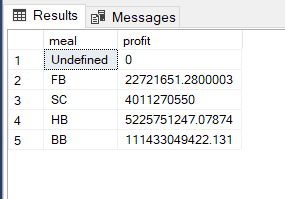 Results Messages
meal profit
1 Undefined 0
2 FB 22721651.2800003
3 SC 4011270550
4 HB 5225751247.07874
5 BB 111433049422.131